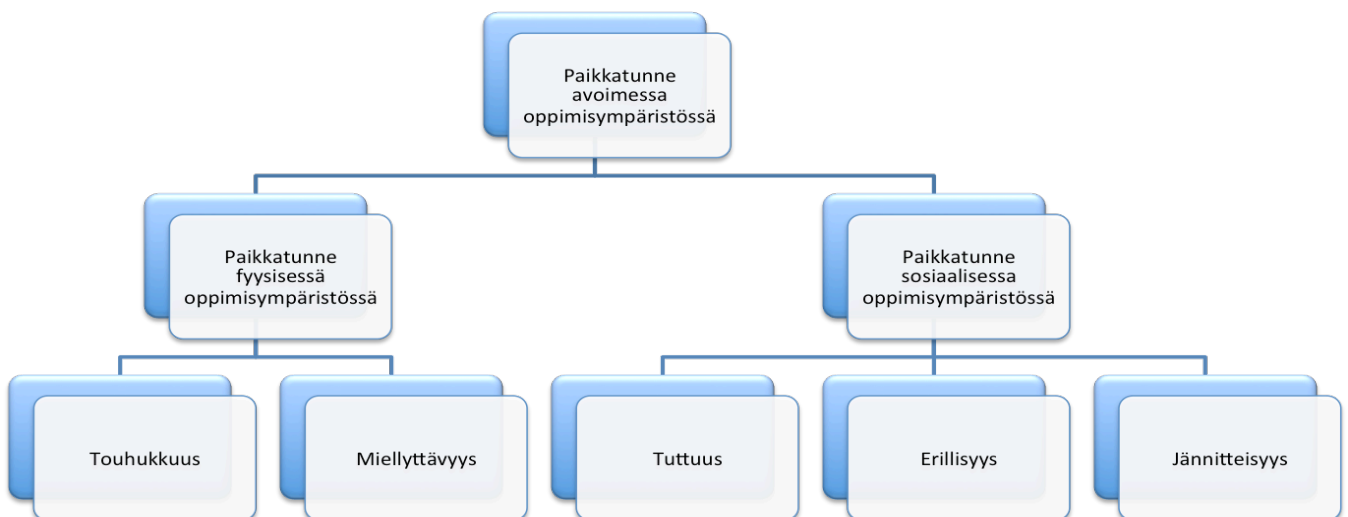 Paikkatunne
avoimessa
oppimisympäristössä
Paikkatunne
fyysisessä
oppimisympäristössä
Paikkatunne
sosiaalisessa
oppimisympäristössä
Touhukkuus
Miellyttävyys
Tuttuus
Erillisyys
Jännitteisyys